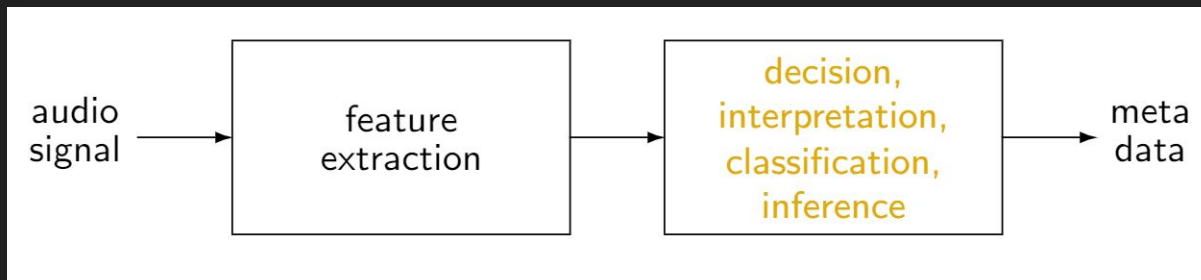 audio
signal
feature
extraction
decision,
interpretation,
classification,
inference
meta
data